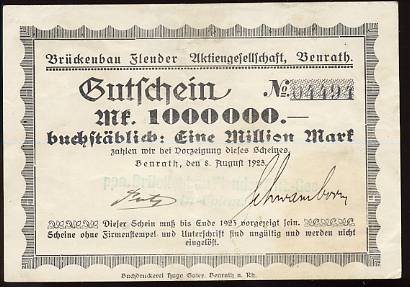 Brückenbau Flender Aktiengesellschaft, Benrath.
Gutschein № 04494
Mk. 1000000.—
buchstäblich: Eine Million Mark
zahlen wir bei Vorzeigung dieses Scheines.
Benrath, den 8. August 1923.
Dieser Schein muß bis Ende 1923 vorgezeigt sein.
Scheine ohne Firmenstempel und Unterschrift sind ungültig und werden nicht
eingelöst.
Buchdruckerei Hugo Benrath a. Rh.